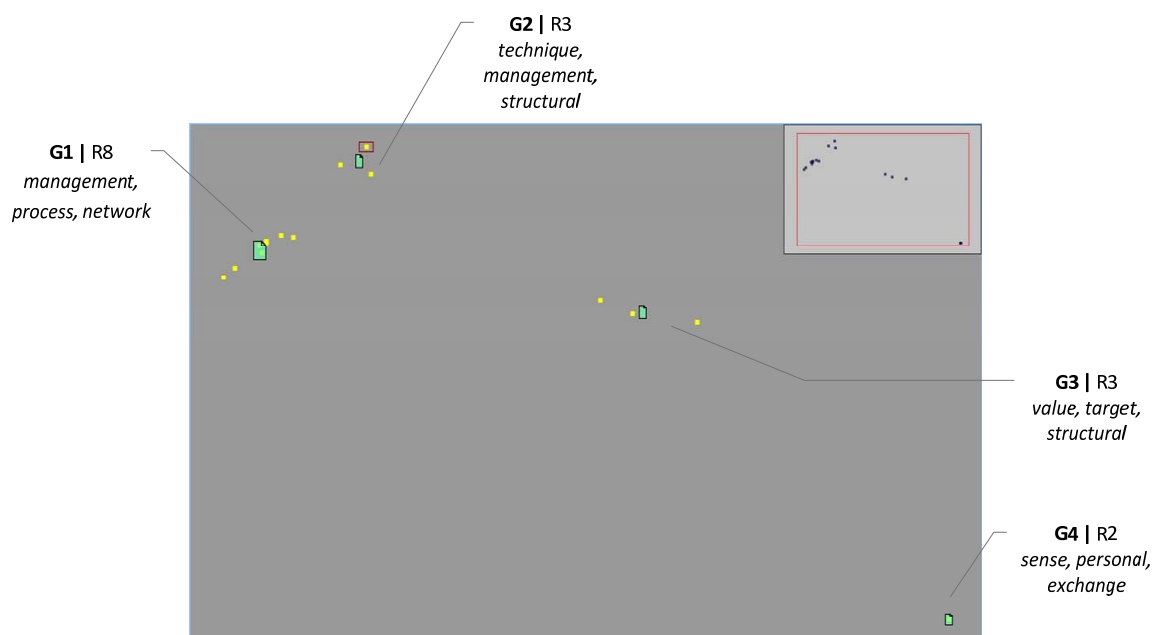 G2 | R3
technique,
management,
structural
G1 | R8
management,
process, network
G3 | R3
value, target,
structural
G4 | R2
sense, personal,
exchange